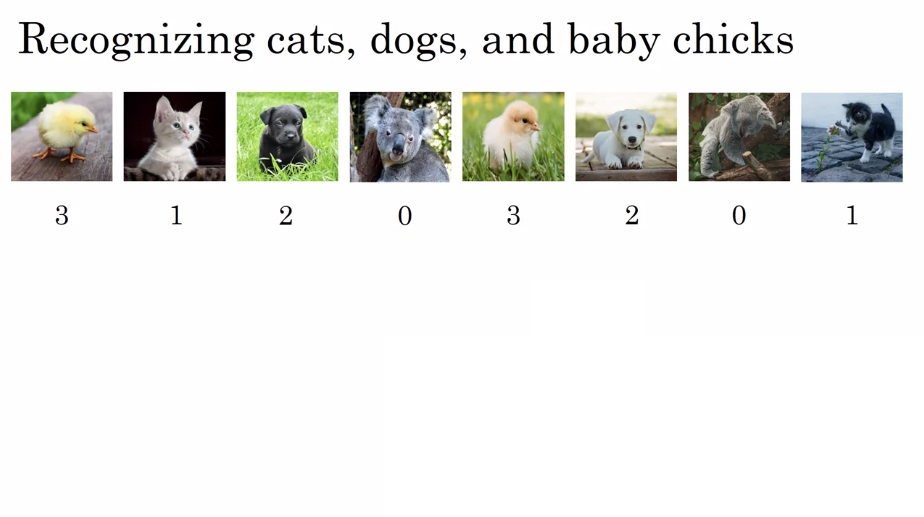 Recognizing cats, dogs, and baby chicks
3 1 2 0 3 2 0 1